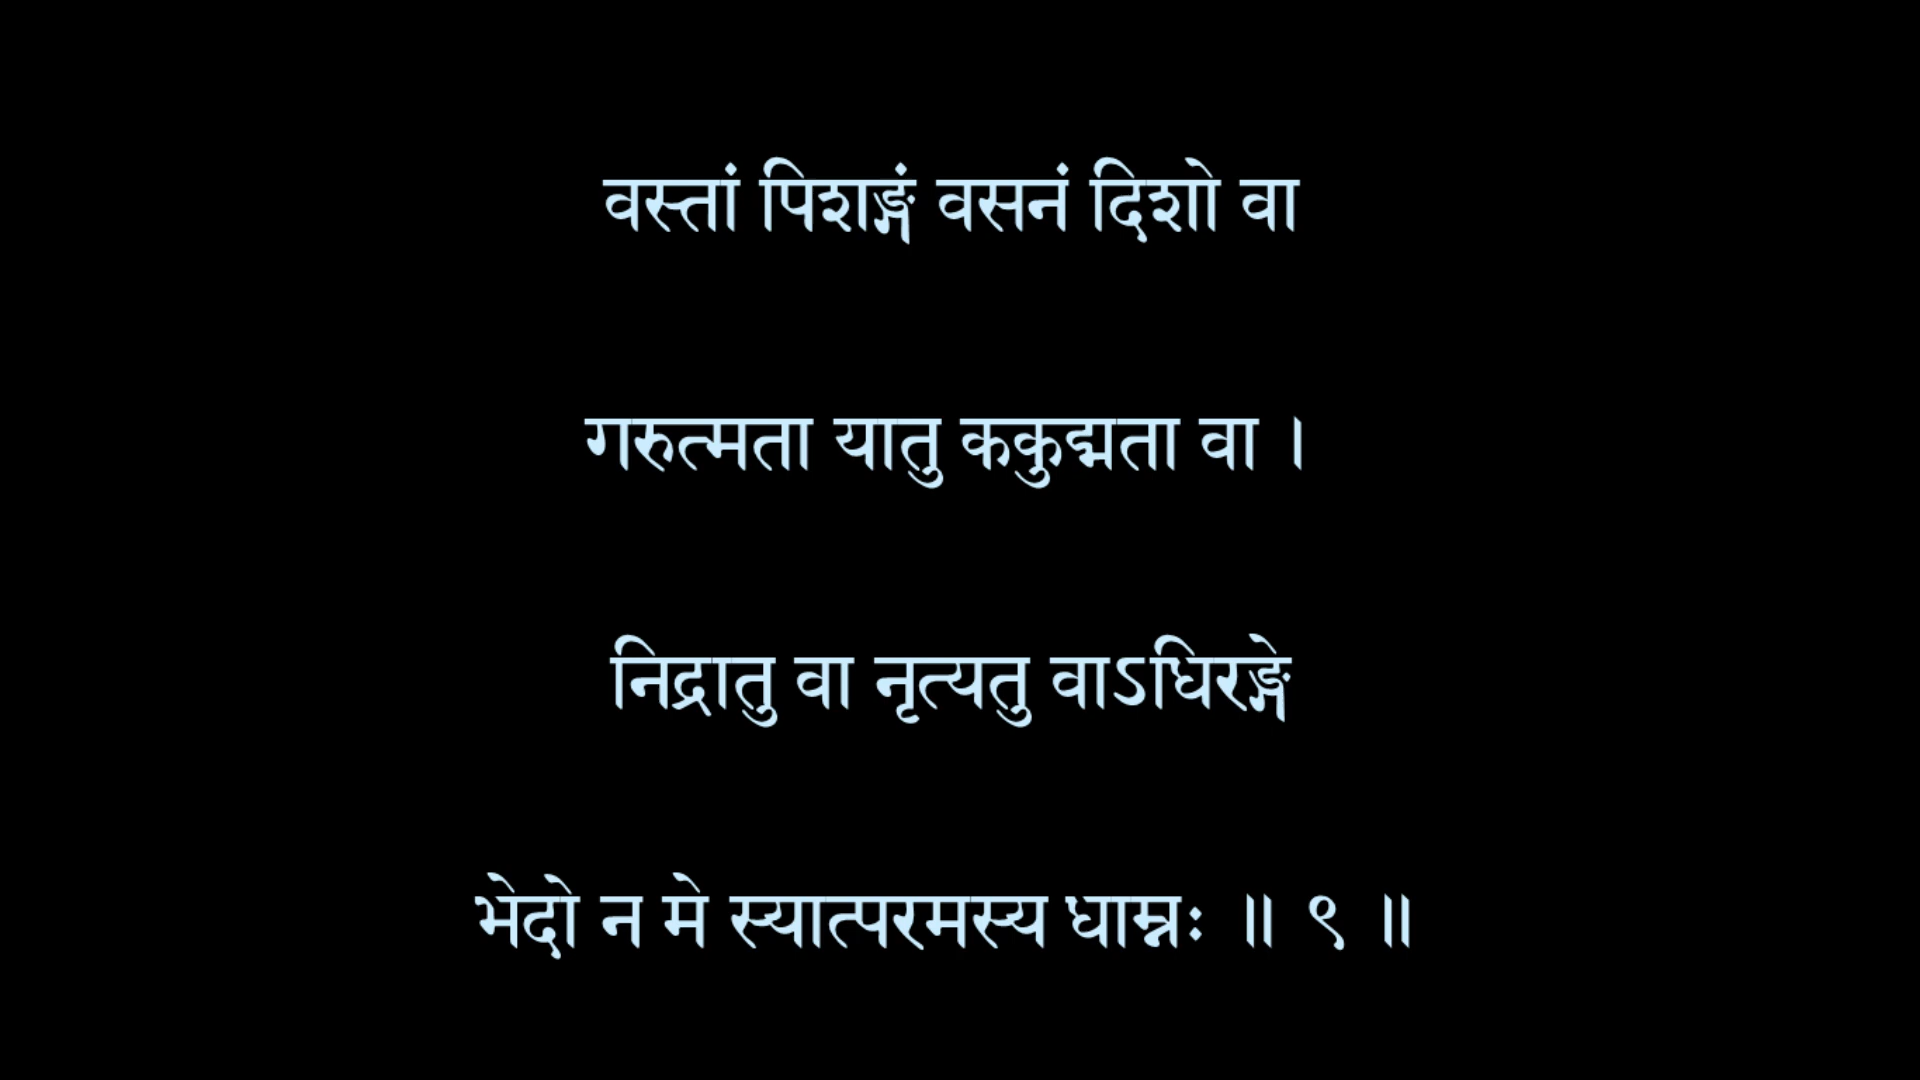 वस्तां पिशङ्गं वसनं दिशो वा
गरुत्मता यातु ककुद्मता वा ।
निद्रातु वा नृत्यतु वाऽधिरङ्गे
भेदो न मे स्यात्परमस्य धाम्नः ॥ ९ ॥